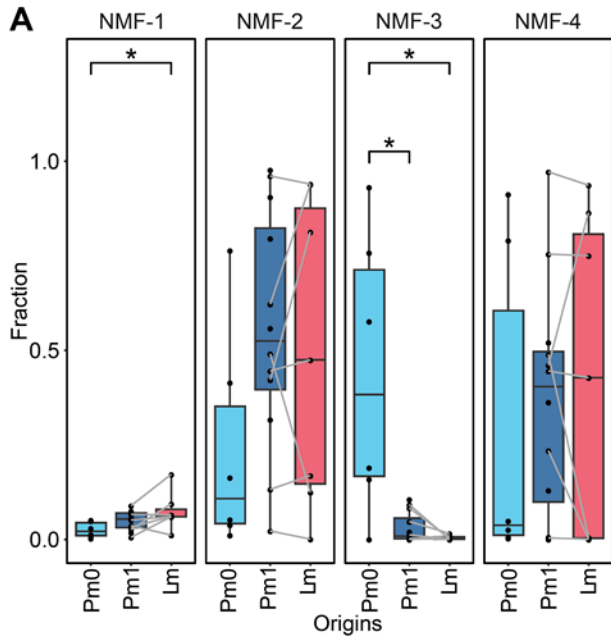 A
NMF-1 NMF-2 NMF-3 NMF-4
* * *
1.0
0.5
0.0
Fraction
Pm0 Pm1 Lm Pm0 Pm1 Lm Pm0 Pm1 Lm Pm0 Pm1 Lm
Origins